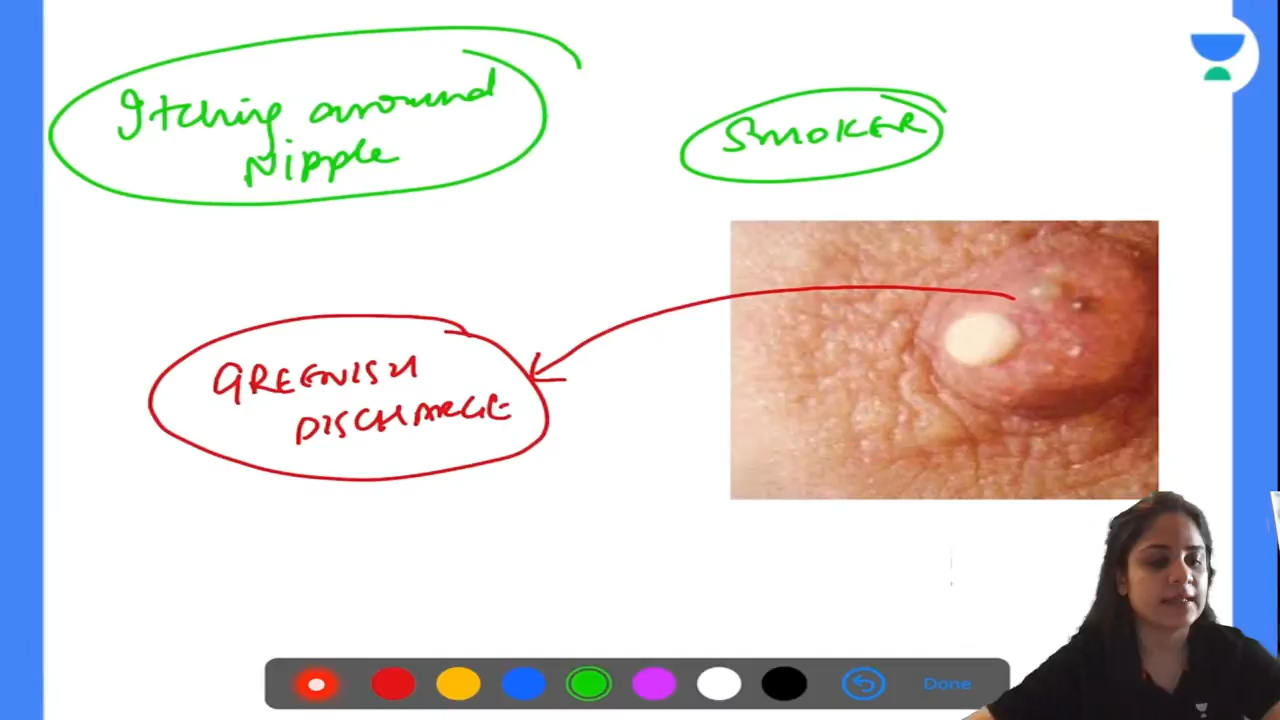 Itching around
Nipple
SMOKER
GREENISH
DISCHARGE
Done